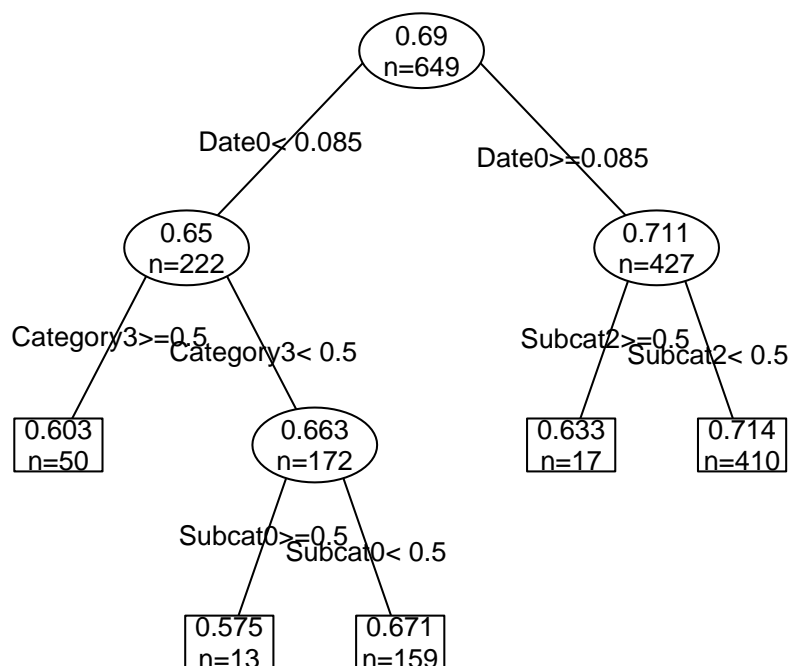 0.69
n=649
Date0< 0.085
Date0>=0.085
0.65
n=222
0.711
n=427
Category3>=0.5
Category3< 0.5
Subcat2>=0.5
Subcat2< 0.5
0.603
n=50
0.663
n=172
0.633
n=17
0.714
n=410
Subcat0>=0.5
Subcat0< 0.5
0.575
n=13
0.671
n=159